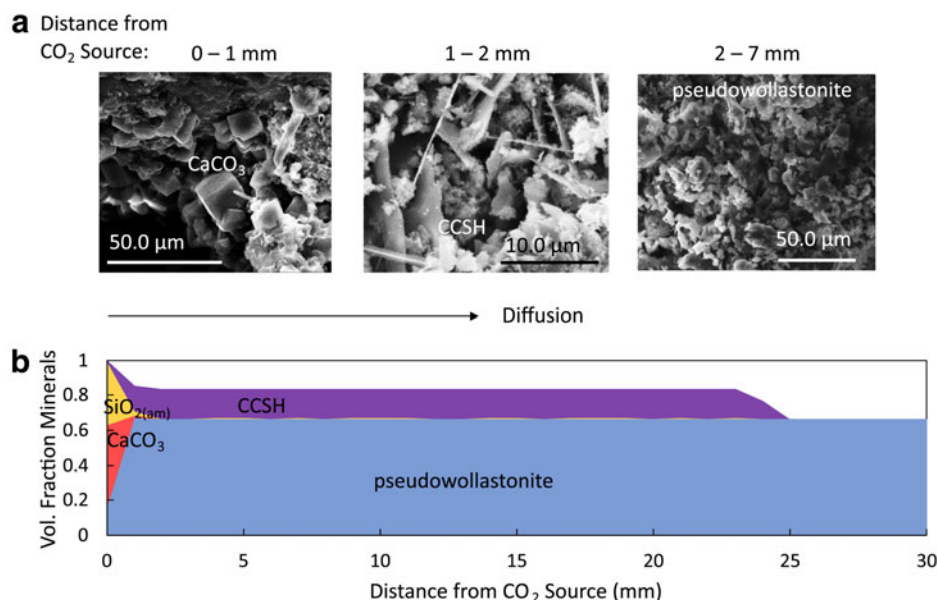 a Distance from
CO₂ Source: 0 – 1 mm 1 – 2 mm 2 – 7 mm
CaCO₃
50.0 µm
CCSH
10.0 µm
pseudowollastonite
50.0 µm
Diffusion
b
Vol. Fraction Minerals
1
0.8
0.6
0.4
0.2
0
SiO₂(am)
CCSH
CaCO₃
pseudowollastonite
0 5 10 15 20 25 30
Distance from CO₂ Source (mm)